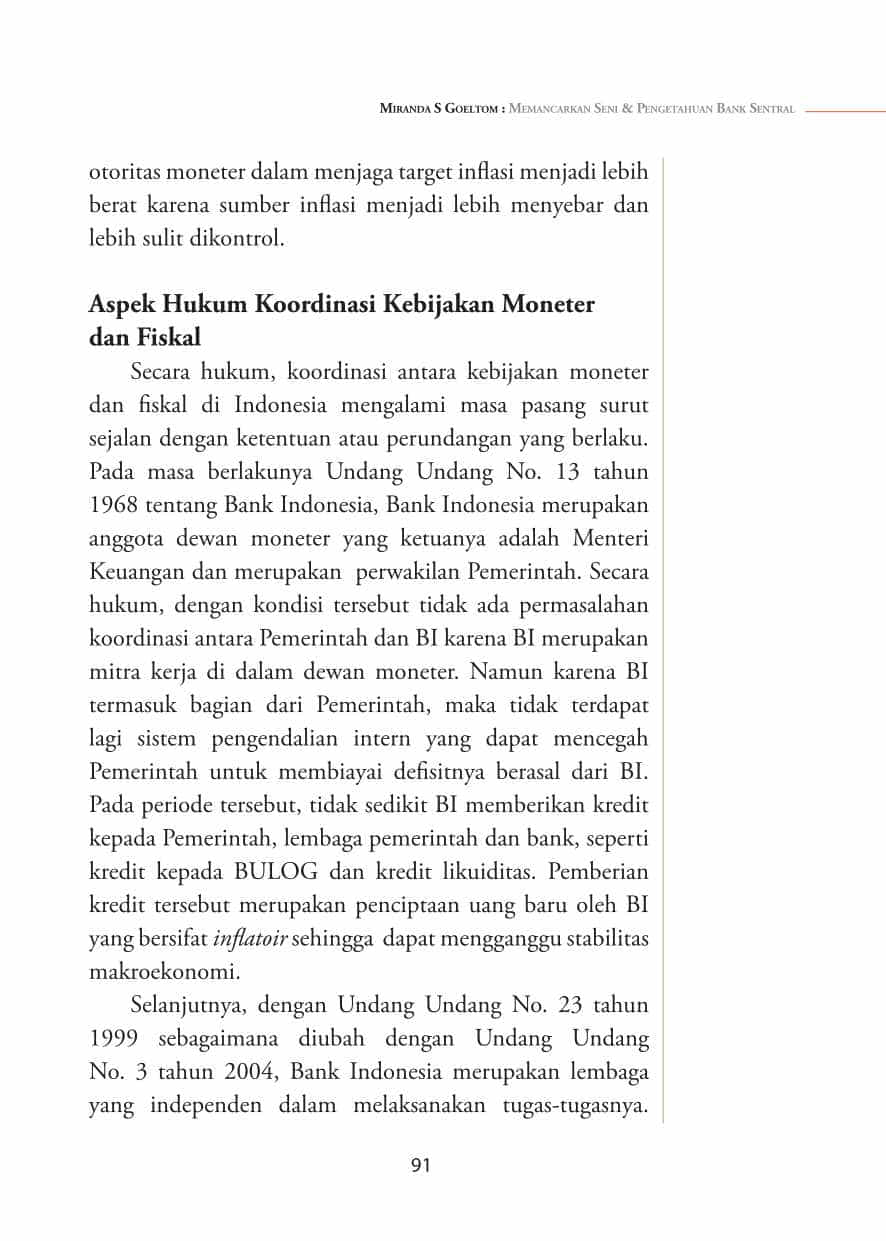 Miranda S Goeltom : Memancarkan Seni & Pengetahuan Bank Sentral
otoritas moneter dalam menjaga target inflasi menjadi lebih
berat karena sumber inflasi menjadi lebih menyebar dan
lebih sulit dikontrol.
Aspek Hukum Koordinasi Kebijakan Moneter
dan Fiskal
Secara hukum, koordinasi antara kebijakan moneter
dan fiskal di Indonesia mengalami masa pasang surut
sejalan dengan ketentuan atau perundangan yang berlaku.
Pada masa berlakunya Undang Undang No. 13 tahun
1968 tentang Bank Indonesia, Bank Indonesia merupakan
anggota dewan moneter yang ketuanya adalah Menteri
Keuangan dan merupakan perwakilan Pemerintah. Secara
hukum, dengan kondisi tersebut tidak ada permasalahan
koordinasi antara Pemerintah dan BI karena BI merupakan
mitra kerja di dalam dewan moneter. Namun karena BI
termasuk bagian dari Pemerintah, maka tidak terdapat
lagi sistem pengendalian intern yang dapat mencegah
Pemerintah untuk membiayai defisitnya berasal dari BI.
Pada periode tersebut, tidak sedikit BI memberikan kredit
kepada Pemerintah, lembaga pemerintah dan bank, seperti
kredit kepada BULOG dan kredit likuiditas. Pemberian
kredit tersebut merupakan penciptaan uang baru oleh BI
yang bersifat inflatoir sehingga dapat mengganggu stabilitas
makroekonomi.
Selanjutnya, dengan Undang Undang No. 23 tahun
1999 sebagaimana diubah dengan Undang Undang
No. 3 tahun 2004, Bank Indonesia merupakan lembaga
yang independen dalam melaksanakan tugas-tugasnya.
91